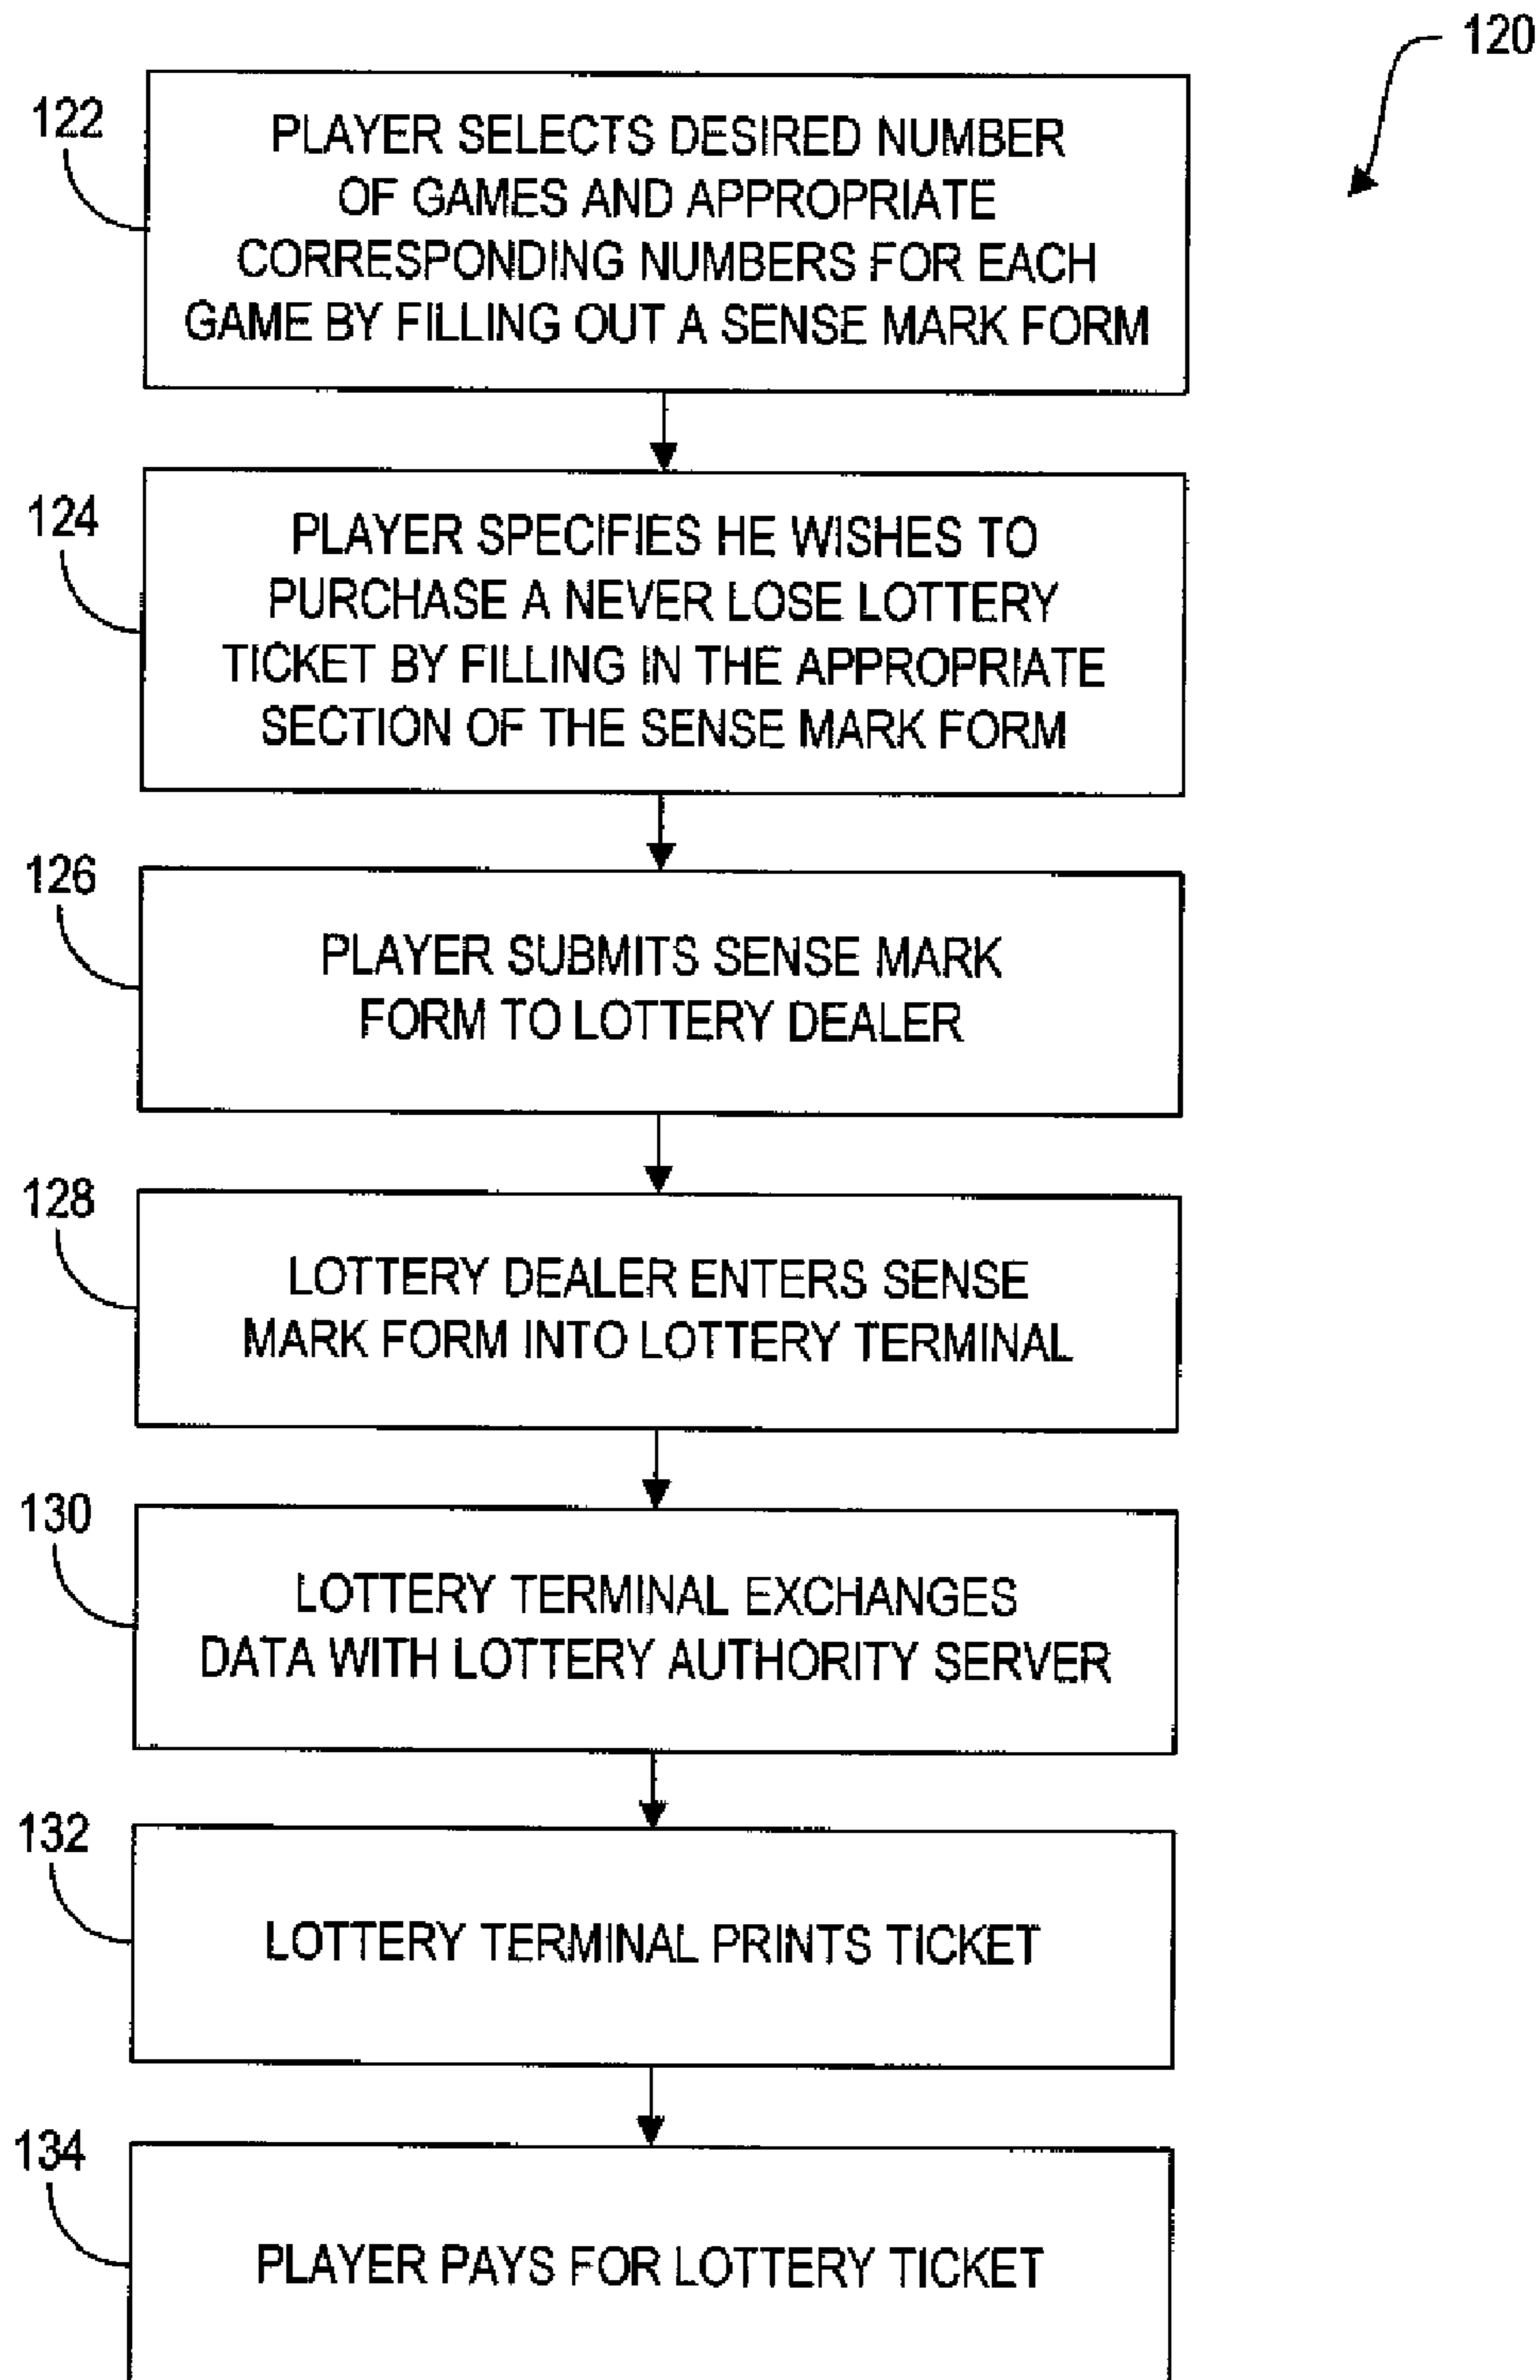 120
122
PLAYER SELECTS DESIRED NUMBER
OF GAMES AND APPROPRIATE
CORRESPONDING NUMBERS FOR EACH
GAME BY FILLING OUT A SENSE MARK FORM
124
PLAYER SPECIFIES HE WISHES TO
PURCHASE A NEVER LOSE LOTTERY
TICKET BY FILLING IN THE APPROPRIATE
SECTION OF THE SENSE MARK FORM
126
PLAYER SUBMITS SENSE MARK
FORM TO LOTTERY DEALER
128
LOTTERY DEALER ENTERS SENSE
MARK FORM INTO LOTTERY TERMINAL
130
LOTTERY TERMINAL EXCHANGES
DATA WITH LOTTERY AUTHORITY SERVER
132
LOTTERY TERMINAL PRINTS TICKET
134
PLAYER PAYS FOR LOTTERY TICKET